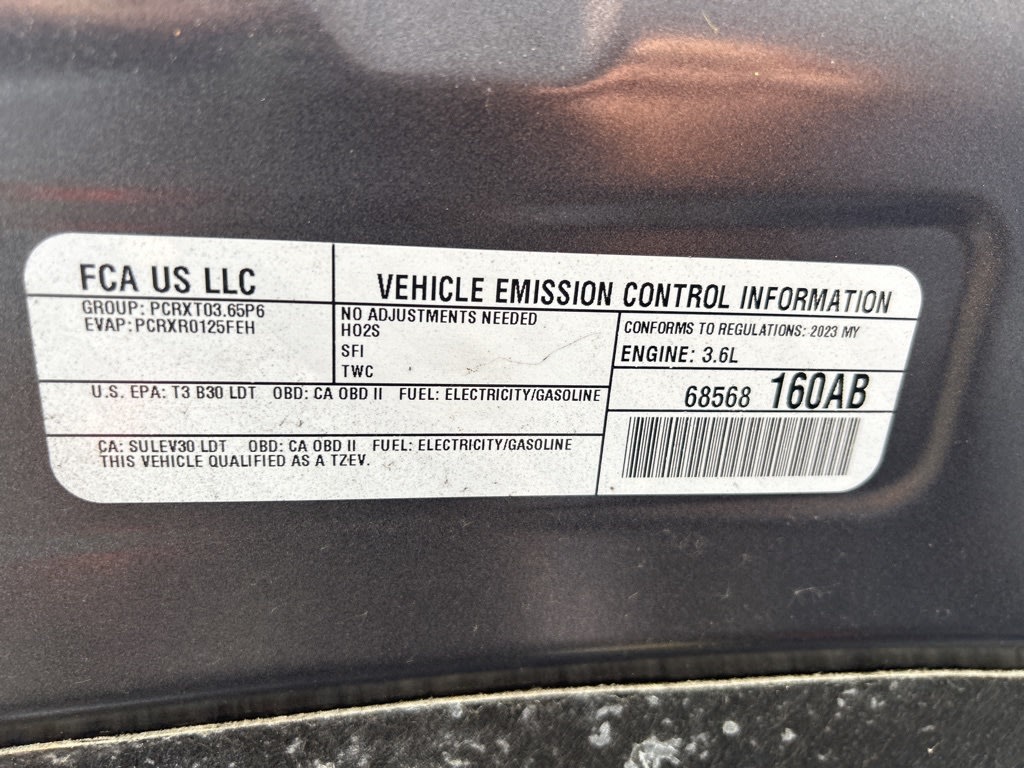 FCA US LLC
VEHICLE EMISSION CONTROL INFORMATION
GROUP: PCRXT03.65P6
EVAP: PCRXR0125FEH
NO ADJUSTMENTS NEEDED
HO2S
SFI
TWC
CONFORMS TO REGULATIONS: 2023 MY
ENGINE: 3.6L
U.S. EPA: T3 B30 LDT OBD: CA OBD II FUEL: ELECTRICITY/GASOLINE
68568 160AB
CA: SULEV30 LDT OBD: CA OBD II FUEL: ELECTRICITY/GASOLINE
THIS VEHICLE QUALIFIED AS A TZEV.